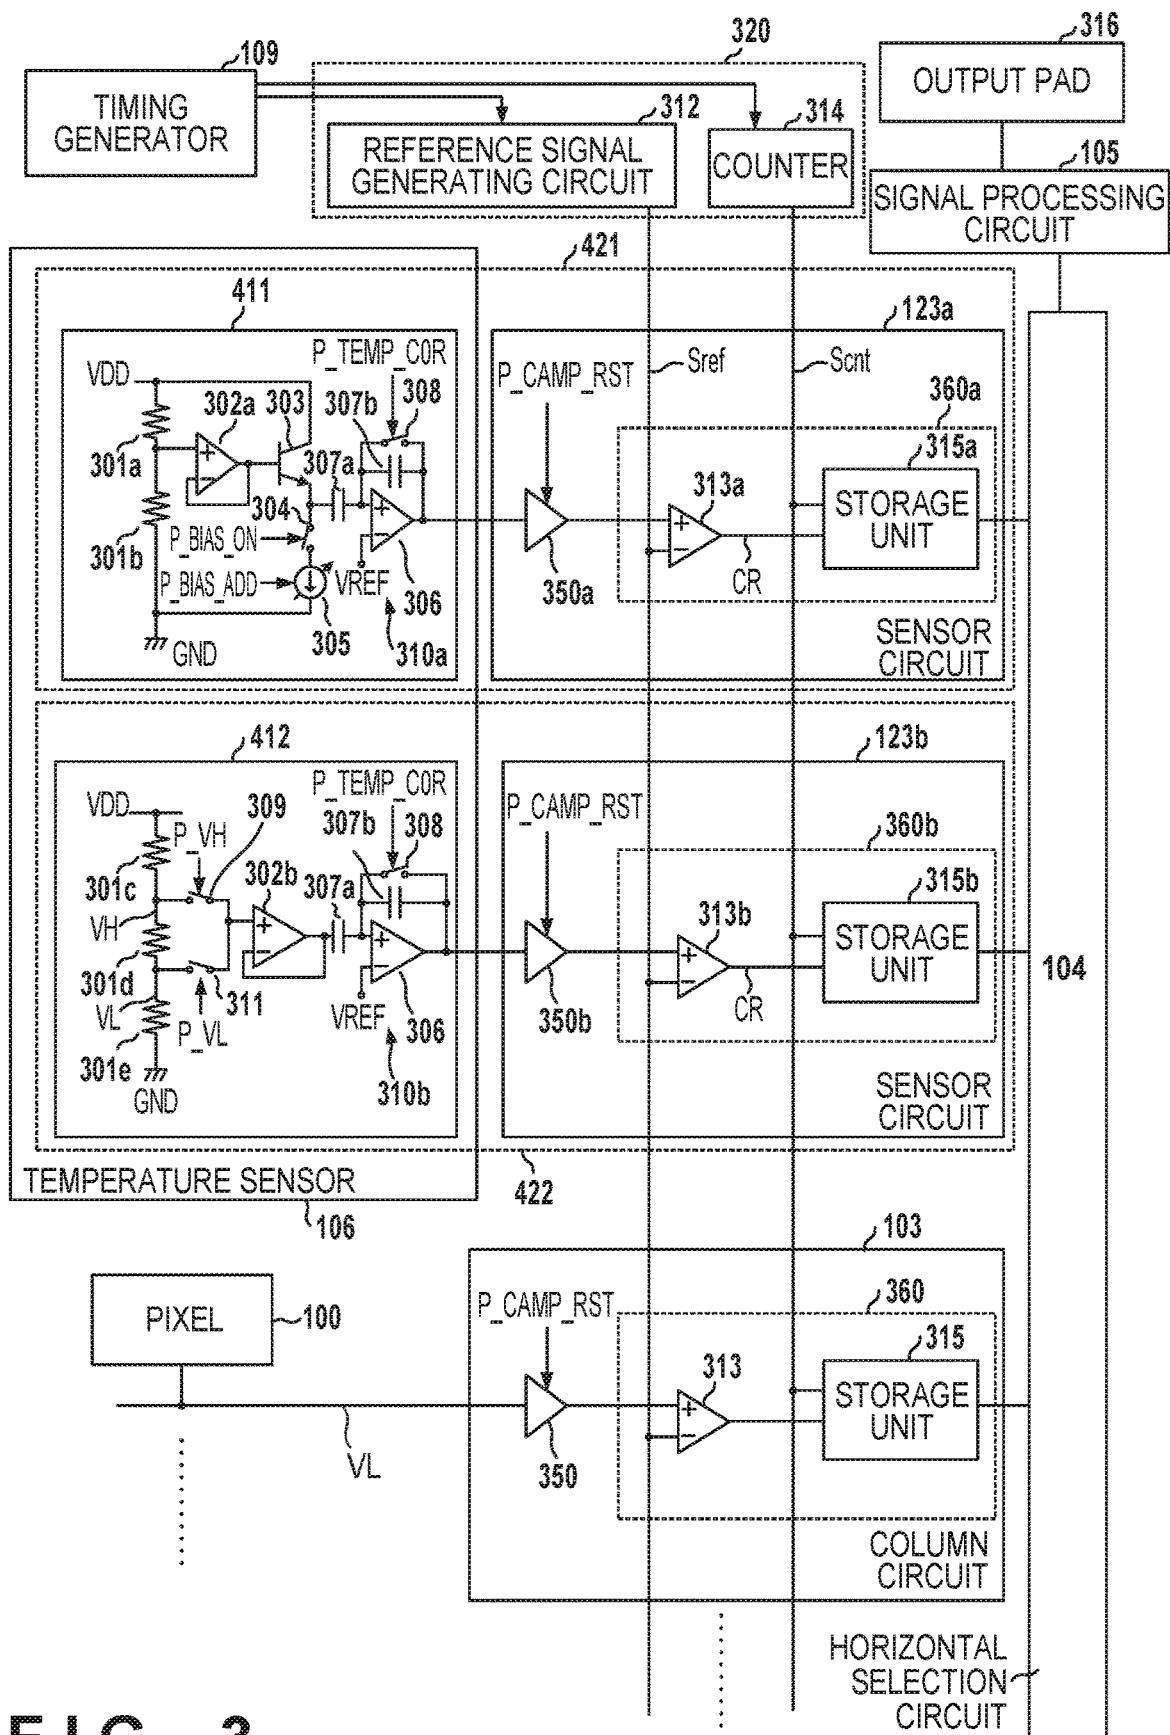 109
TIMING
GENERATOR
320
312
REFERENCE SIGNAL
GENERATING CIRCUIT
314
COUNTER
316
OUTPUT PAD
105
SIGNAL PROCESSING
CIRCUIT
421
411
P_TEMP_COR
VDD
302a
303
307b
308
301a
307a
304
301b
P_BIAS_ON
P_BIAS_ADD
VREF
306
305
310a
GND
123a
Sref
Scnt
P_CAMP_RST
360a
315a
313a
STORAGE
UNIT
350a
CR
SENSOR
CIRCUIT
412
P_TEMP_COR
VDD
309
307b
308
P_VH
302b
307a
301c
VH
301d
311
VL
P_VL
VREF
306
301e
310b
GND
123b
P_CAMP_RST
360b
315b
313b
STORAGE
UNIT
350b
CR
SENSOR
CIRCUIT
104
TEMPERATURE SENSOR
422
106
103
PIXEL
100
P_CAMP_RST
360
315
313
STORAGE
UNIT
350
VL
COLUMN
CIRCUIT
HORIZONTAL
SELECTION
CIRCUIT
FIG. 3